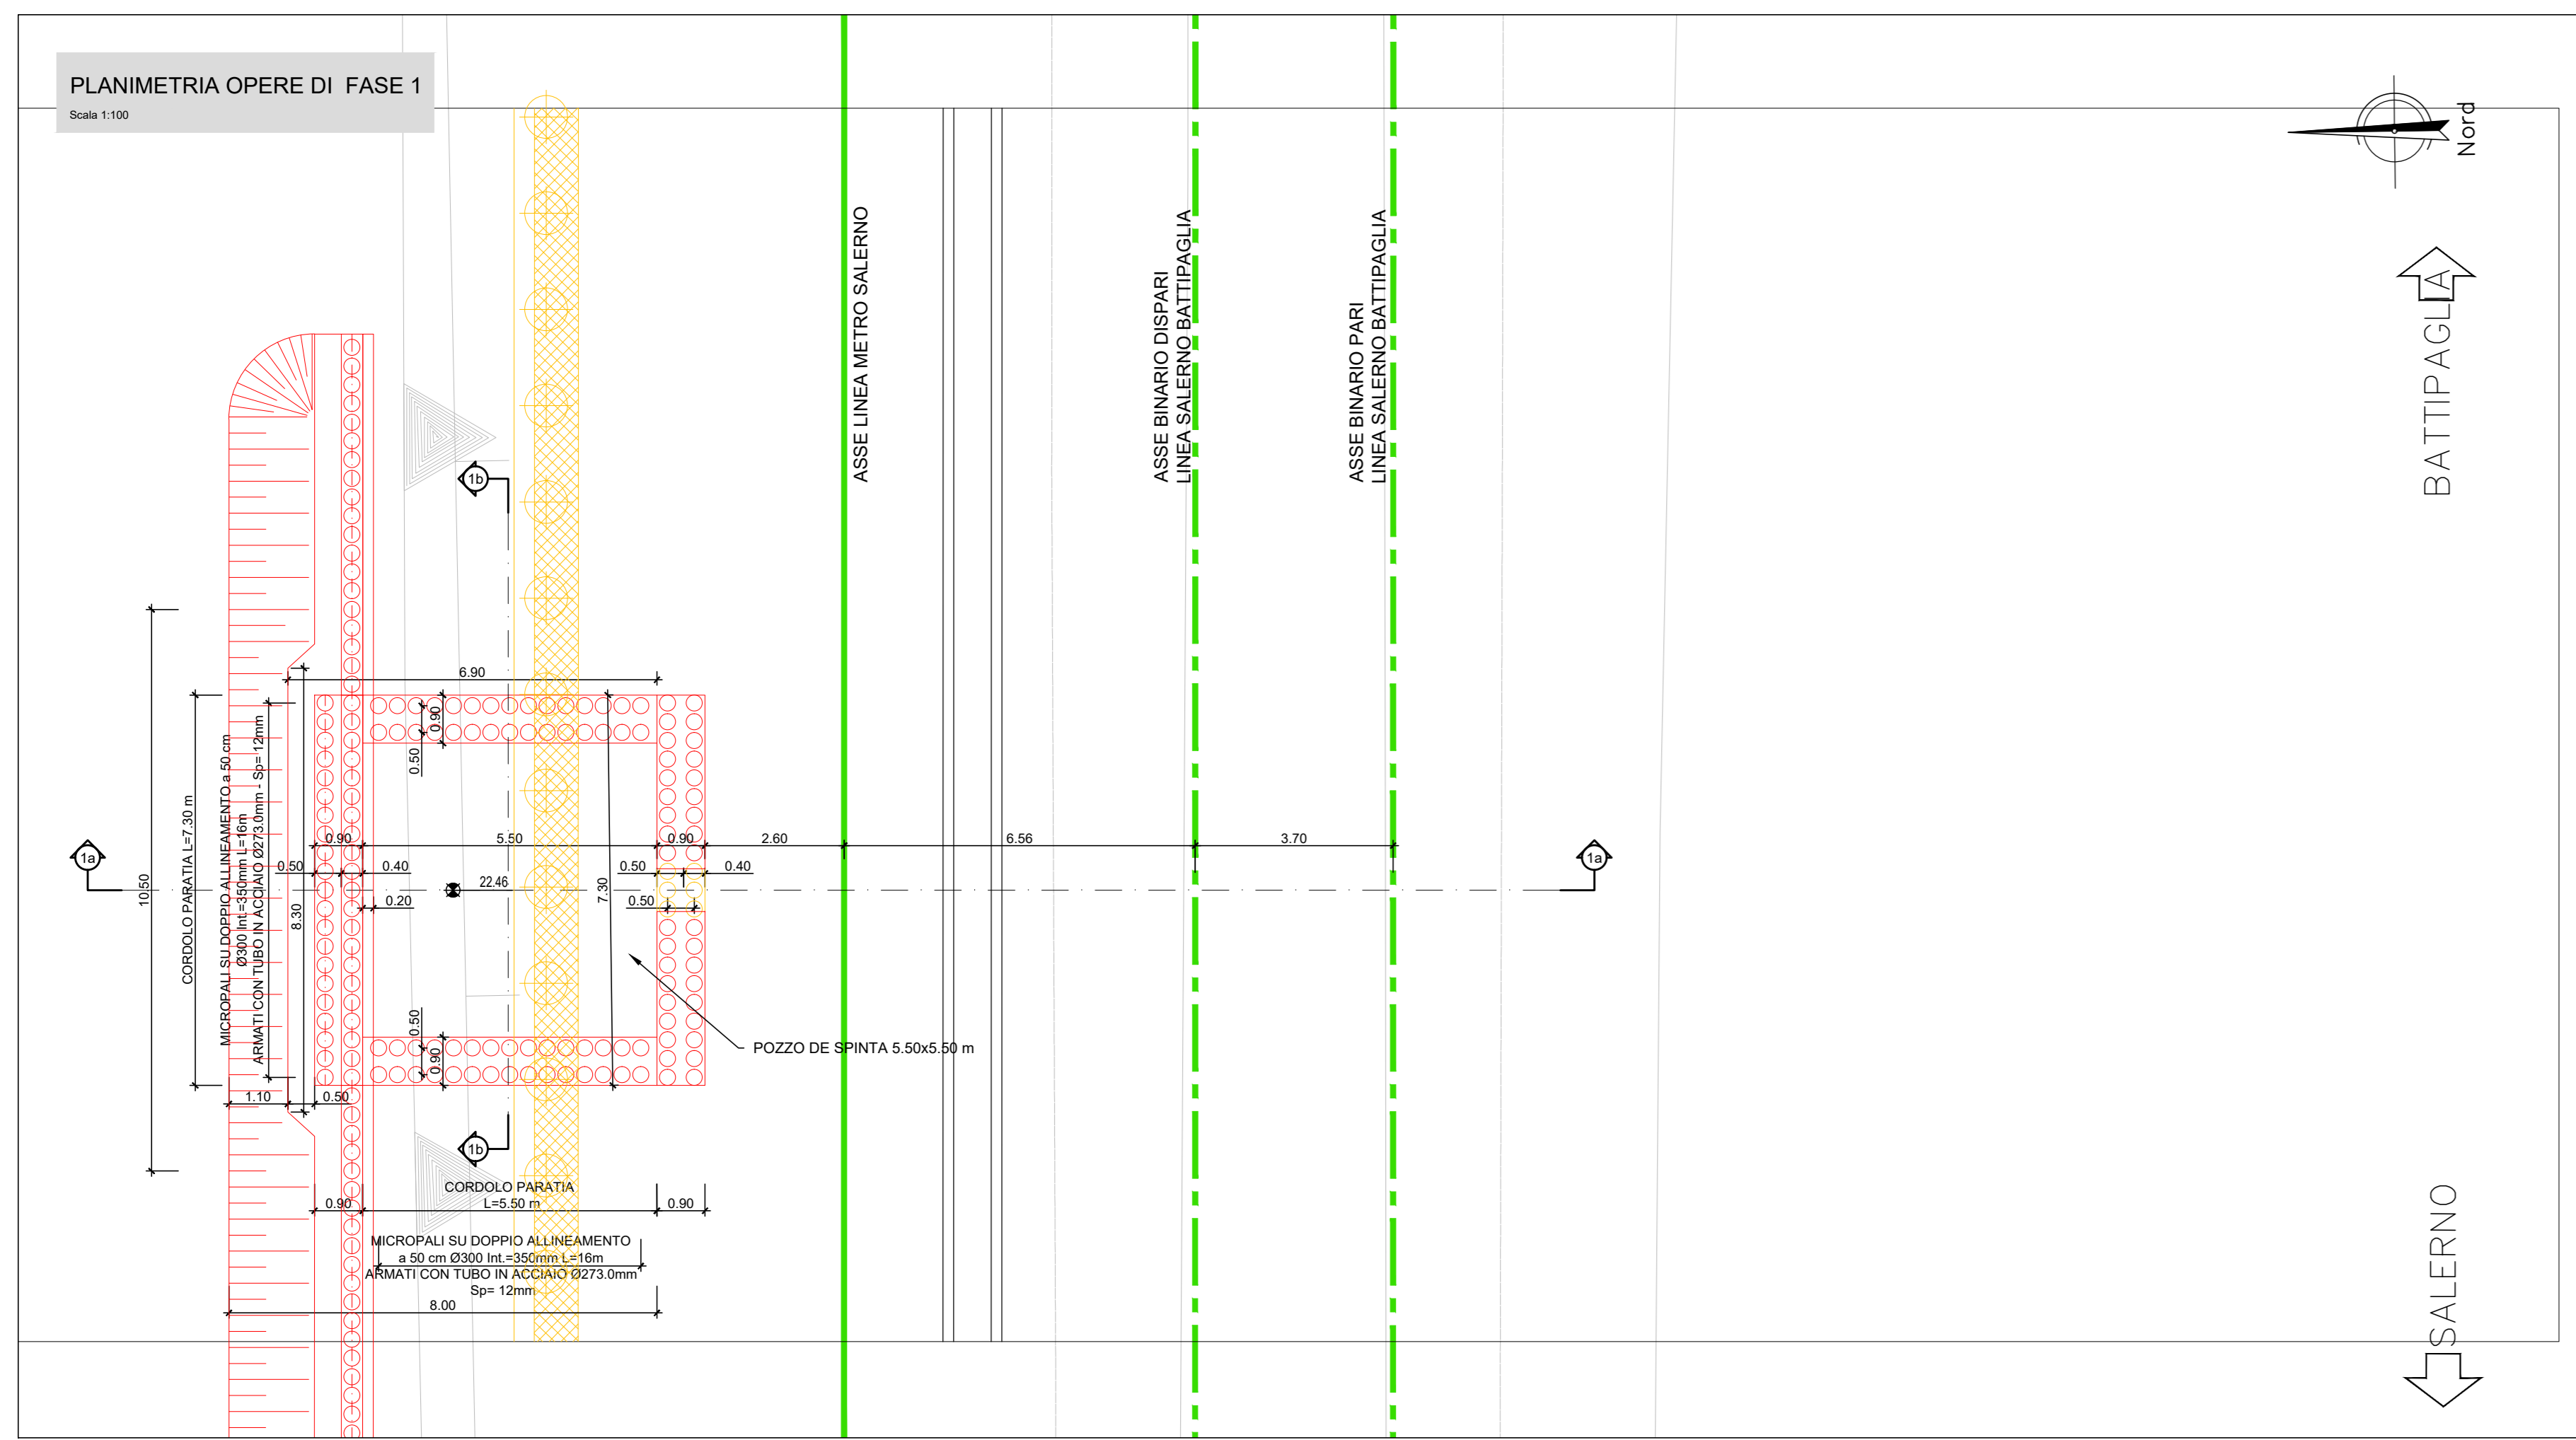 PLANIMETRIA OPERE DI FASE 1
Scala 1:100
Nord
BATTIPAGLIA
SALERNO
ASSE LINEA METRO SALERNO
ASSE BINARIO DISPARI
LINEA SALERNO BATTIPAGLIA
ASSE BINARIO PARI
LINEA SALERNO BATTIPAGLIA
1b
6.90
0.90
0.50
10.50
CORDOLO PARATIA L=7.30 m
MICROPALI SU DOPPIO ALLINEAMENTO a 50 cm
Ø300 Int.=350mm L=16m
ARMATI CON TUBO IN ACCIAIO Ø273.0mm - Sp= 12mm
8.30
0.90
5.50
0.90
2.60
6.56
3.70
1a
0.50
0.40
0.50
0.40
1a
22.46
7.30
0.20
0.50
0.50
0.90
POZZO DE SPINTA 5.50x5.50 m
1.10
0.50
1b
CORDOLO PARATIA
0.90
L=5.50 m
0.90
MICROPALI SU DOPPIO ALLINEAMENTO
a 50 cm Ø300 Int.=350mm L=16m
ARMATI CON TUBO IN ACCIAIO Ø273.0mm
Sp= 12mm
8.00